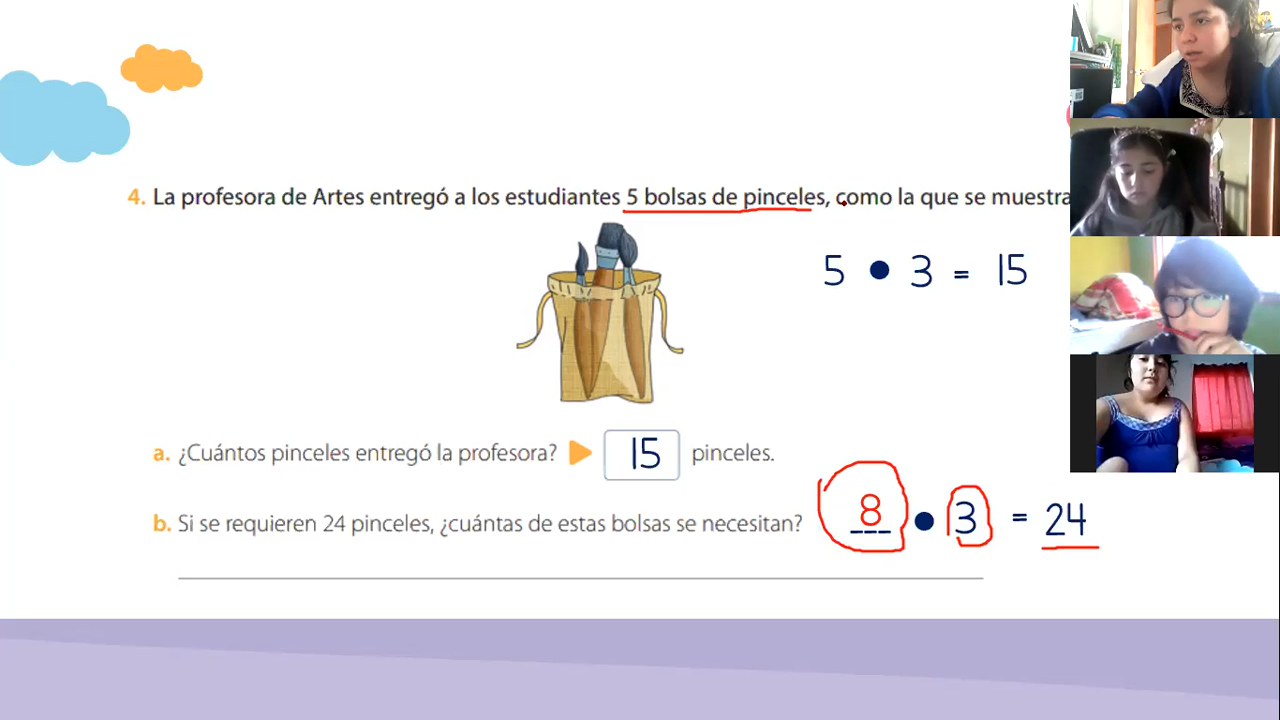 4. La profesora de Artes entregó a los estudiantes 5 bolsas de pinceles, como la que se muestra
5 • 3 = 15
a. ¿Cuántos pinceles entregó la profesora? 15 pinceles.
b. Si se requieren 24 pinceles, ¿cuántas de estas bolsas se necesitan? 8 • 3 = 24